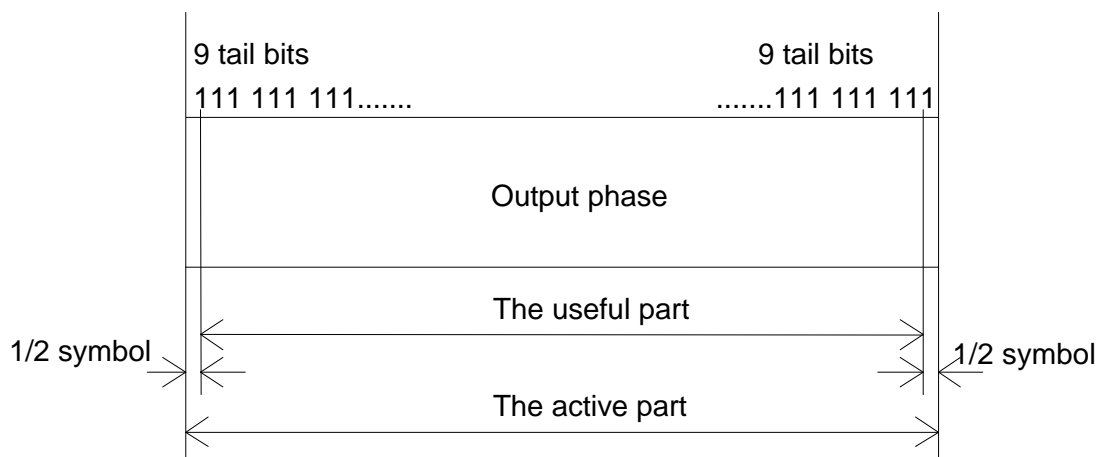 9 tail bits 9 tail bits
111 111 111....... .......111 111 111
Output phase
The useful part
1/2 symbol 1/2 symbol
The active part